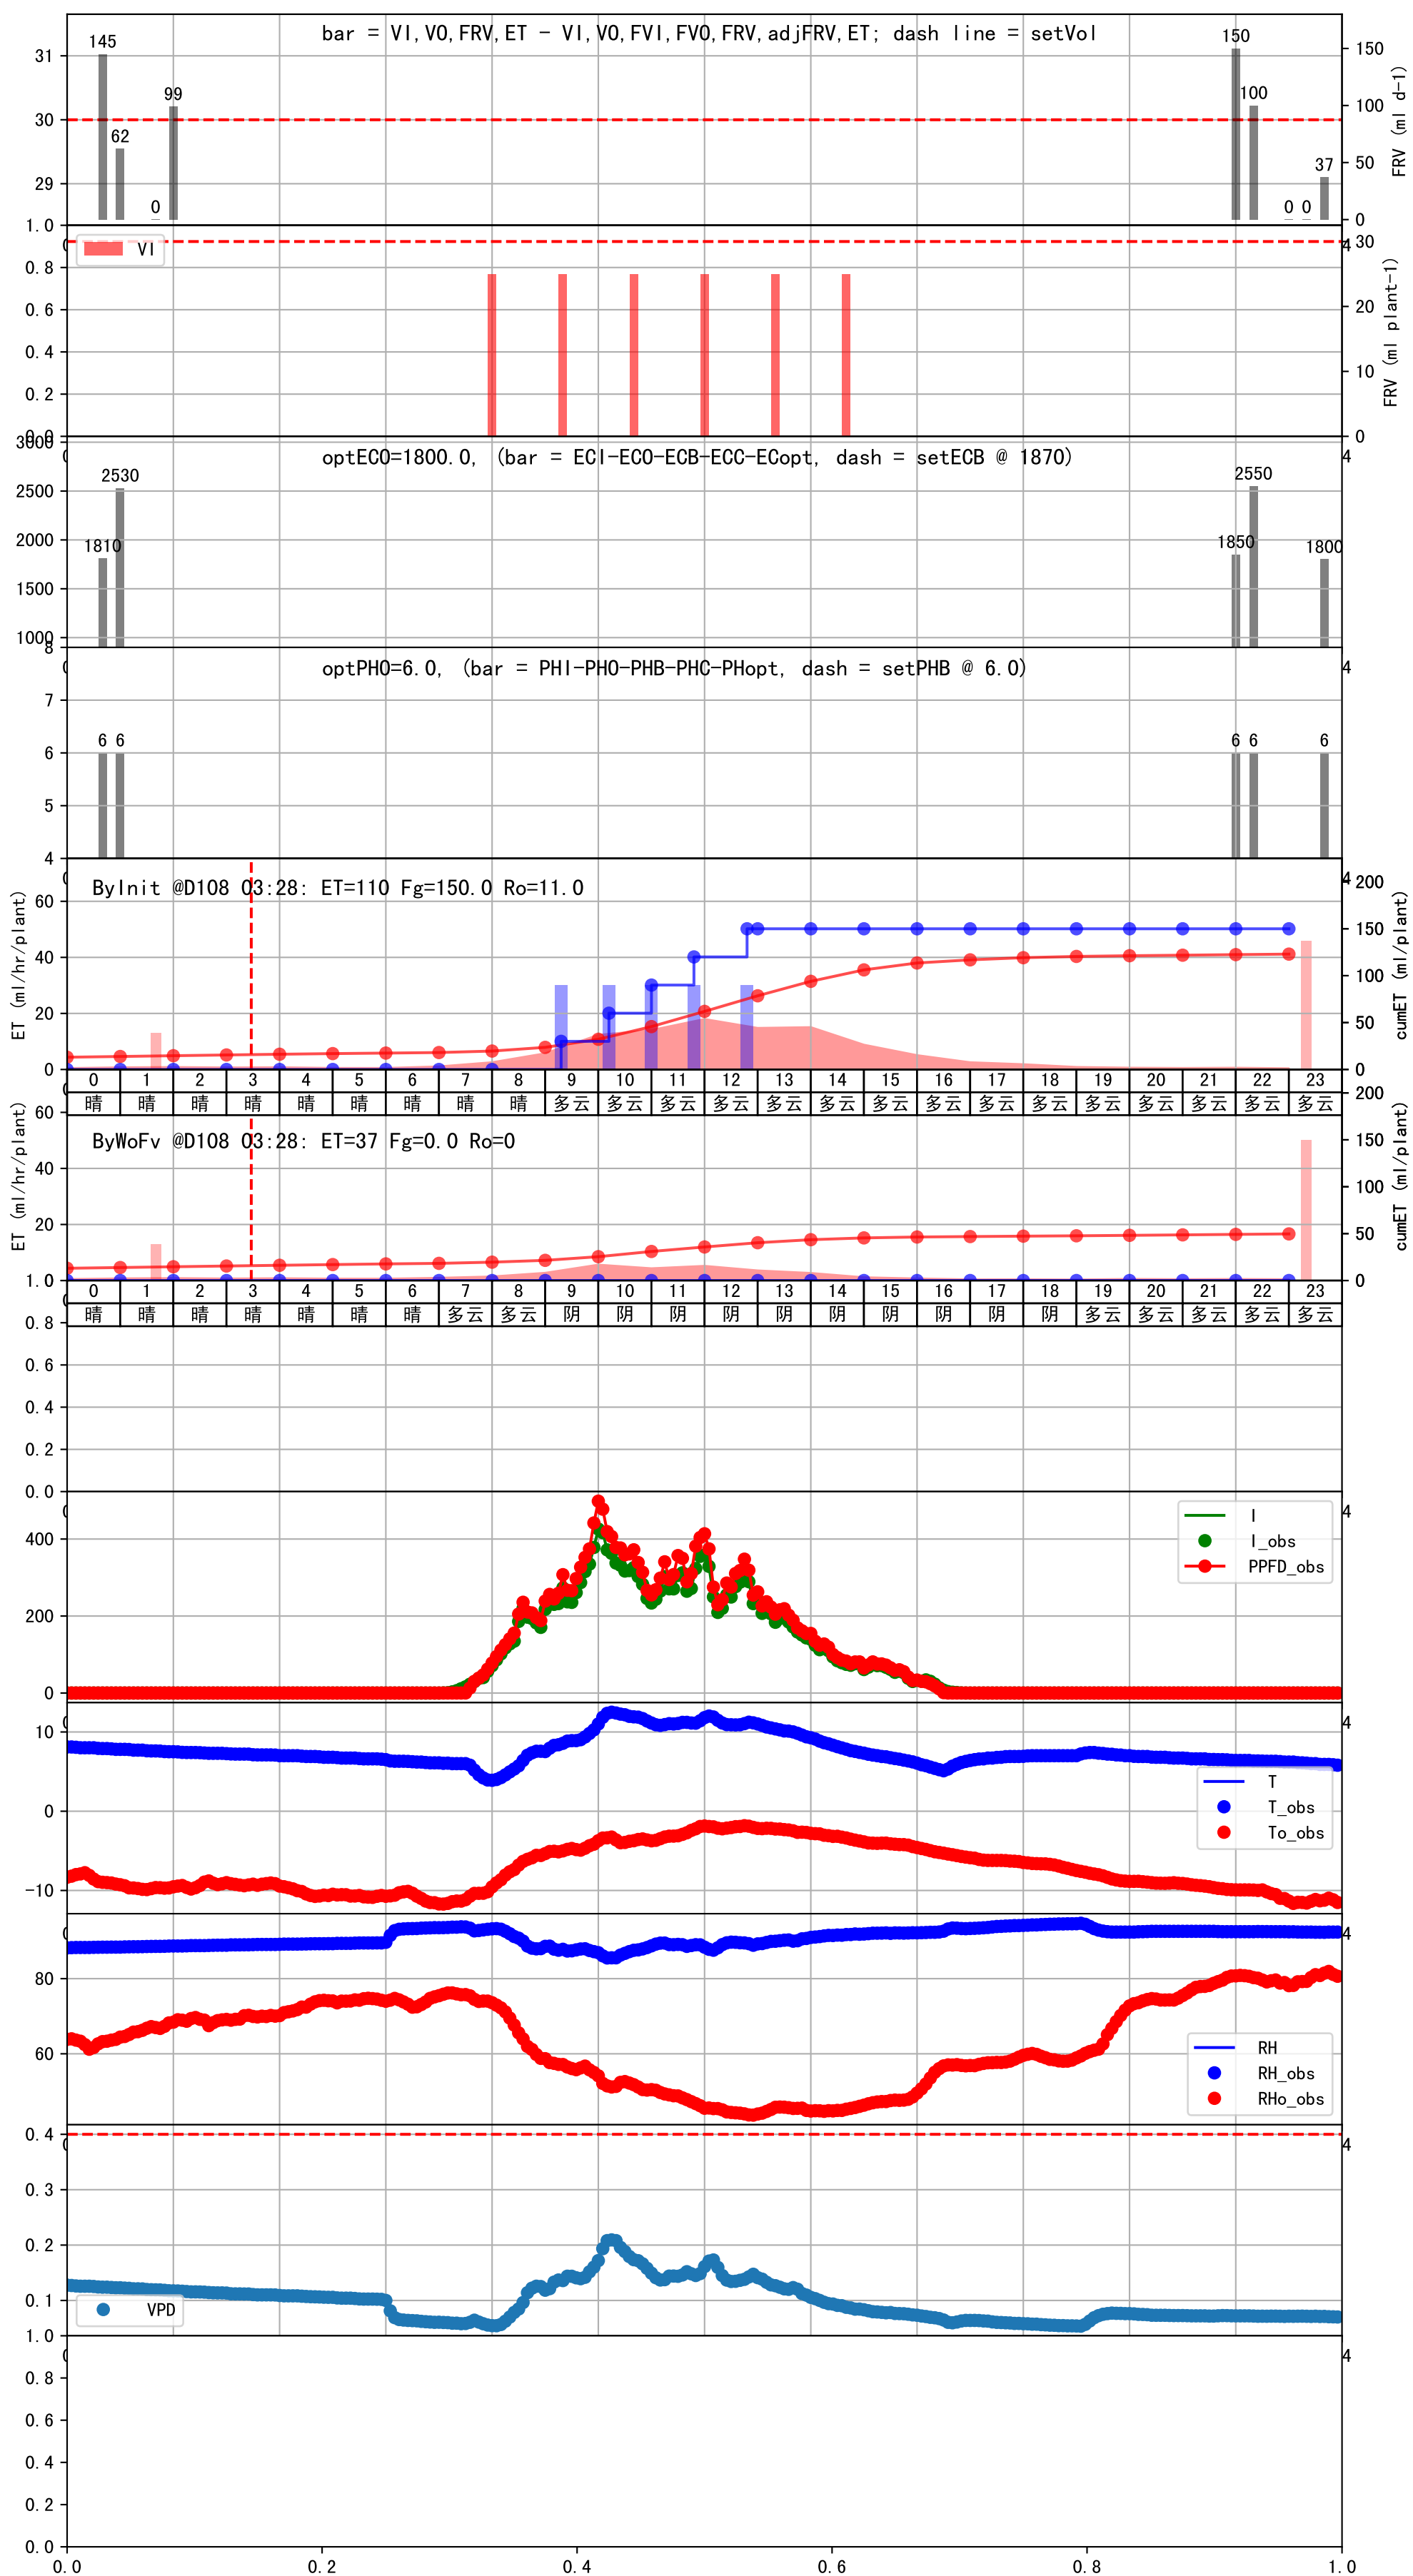 bar = VI,VO,FRV,ET - VI,VO,FVI,FVO,FRV,adjFRV,ET; dash line = setVol
145 62 0 99 150 100 0 0 37
31 30 29
150 100 50 0
FRV (ml d-1)
VI
1.0 0.8 0.6 0.4 0.2 0.0
30 20 10 0
FRV (ml plant-1)
optECO=1800.0, (bar = ECI-ECO-ECB-ECC-ECopt, dash = setECB @ 1870)
1810 2530 1850 2550 1800
3000 2500 2000 1500 1000
optPHO=6.0, (bar = PHI-PHO-PHB-PHC-PHopt, dash = setPHB @ 6.0)
6 6 6 6 6
8 7 6 5 4
ByInit @D108 03:28: ET=110 Fg=150.0 Ro=11.0
ET (ml/hr/plant)
60 40 20 0
200 150 100 50 0
cumET (ml/plant)
0 1 2 3 4 5 6 7 8 9 10 11 12 13 14 15 16 17 18 19 20 21 22 23
晴 晴 晴 晴 晴 晴 晴 晴 晴 多云 多云 多云 多云 多云 多云 多云 多云 多云 多云 多云 多云 多云 多云 多云
ByWoFv @D108 03:28: ET=37 Fg=0.0 Ro=0
ET (ml/hr/plant)
60 40 20
200 150 100 50 0
cumET (ml/plant)
0 1 2 3 4 5 6 7 8 9 10 11 12 13 14 15 16 17 18 19 20 21 22 23
晴 晴 晴 晴 晴 晴 晴 多云 多云 阴 阴 阴 阴 阴 阴 阴 阴 阴 阴 多云 多云 多云 多云 多云
1.0 0.8 0.6 0.4 0.2 0.0
400 200 0
I
I_obs
PPFD_obs
10 0 -10
T
T_obs
To_obs
80 60
RH
RH_obs
RHo_obs
0.4 0.3 0.2 0.1
VPD
1.0 0.8 0.6 0.4 0.2 0.0
0.0 0.2 0.4 0.6 0.8 1.0